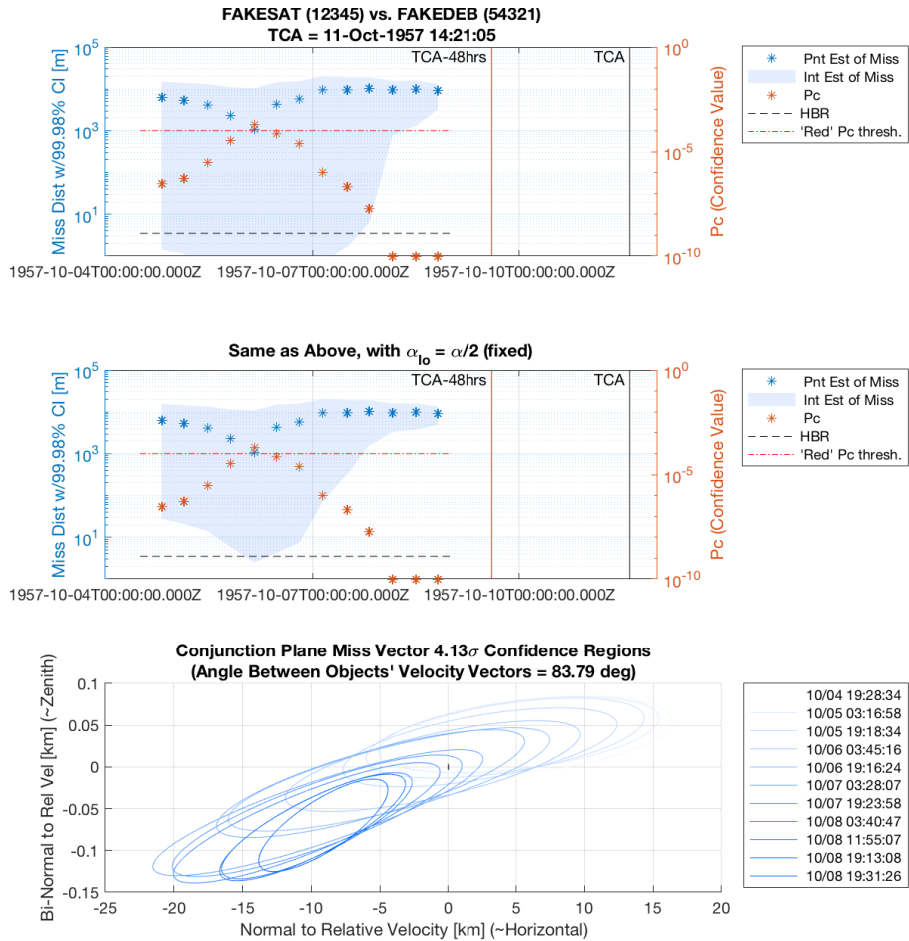 FAKESAT (12345) vs. FAKEDEB (54321)
TCA = 11-Oct-1957 14:21:05
Miss Dist w/99.98% CI [m]
10^5
10^3
10^1
TCA-48hrs
TCA
10^0
10^-5
10^-10
Pc (Confidence Value)
1957-10-04T00:00:00.000Z
1957-10-07T00:00:00.000Z
1957-10-10T00:00:00.000Z
Pnt Est of Miss
Int Est of Miss
Pc
HBR
'Red' Pc thresh.
Same as Above, with α_lo = α/2 (fixed)
Miss Dist w/99.98% CI [m]
10^5
10^3
10^1
TCA-48hrs
TCA
10^0
10^-5
10^-10
Pc (Confidence Value)
1957-10-04T00:00:00.000Z
1957-10-07T00:00:00.000Z
1957-10-10T00:00:00.000Z
Pnt Est of Miss
Int Est of Miss
Pc
HBR
'Red' Pc thresh.
Conjunction Plane Miss Vector 4.13σ Confidence Regions
(Angle Between Objects' Velocity Vectors = 83.79 deg)
Bi-Normal to Rel Vel [km] (~Zenith)
0.1
0.05
0
-0.05
-0.1
-0.15
-25
-20
-15
-10
-5
0
5
10
15
20
Normal to Relative Velocity [km] (~Horizontal)
10/04 19:28:34
10/05 03:16:58
10/05 19:18:34
10/06 03:45:16
10/06 19:16:24
10/07 03:28:07
10/07 19:23:58
10/08 03:40:47
10/08 11:55:07
10/08 19:13:08
10/08 19:31:26